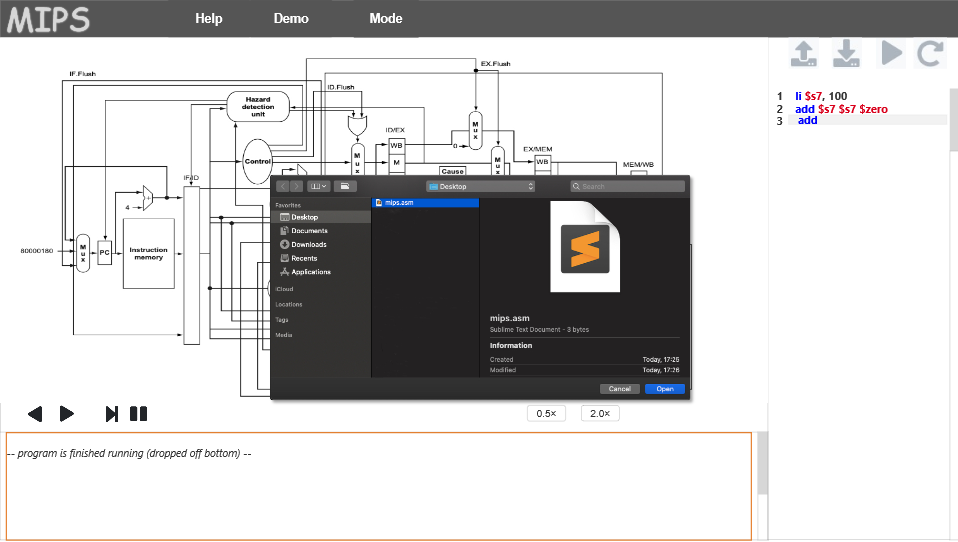 MIPS
Help Demo Mode
IF.Flush
EX.Flush
ID.Flush
Hazard
detection
unit
Control
Mux
ID/EX
WB
M
Mux
0
Cause
Mux
EX/MEM
WB
MEM/WB
IF/ID
+
4
80000180
Mux
PC
Instruction
memory
Desktop
Search
Favorites
Desktop
Documents
Downloads
Recents
Applications
iCloud
Locations
Tags
Media
mips.asm
mips.asm
Sublime Text Document - 3 bytes
Information
Created Today, 17:25
Modified Today, 17:26
Cancel Open
0.5× 2.0×
-- program is finished running (dropped off bottom) --
1 li $s7, 100
2 add $s7 $s7 $zero
3 add